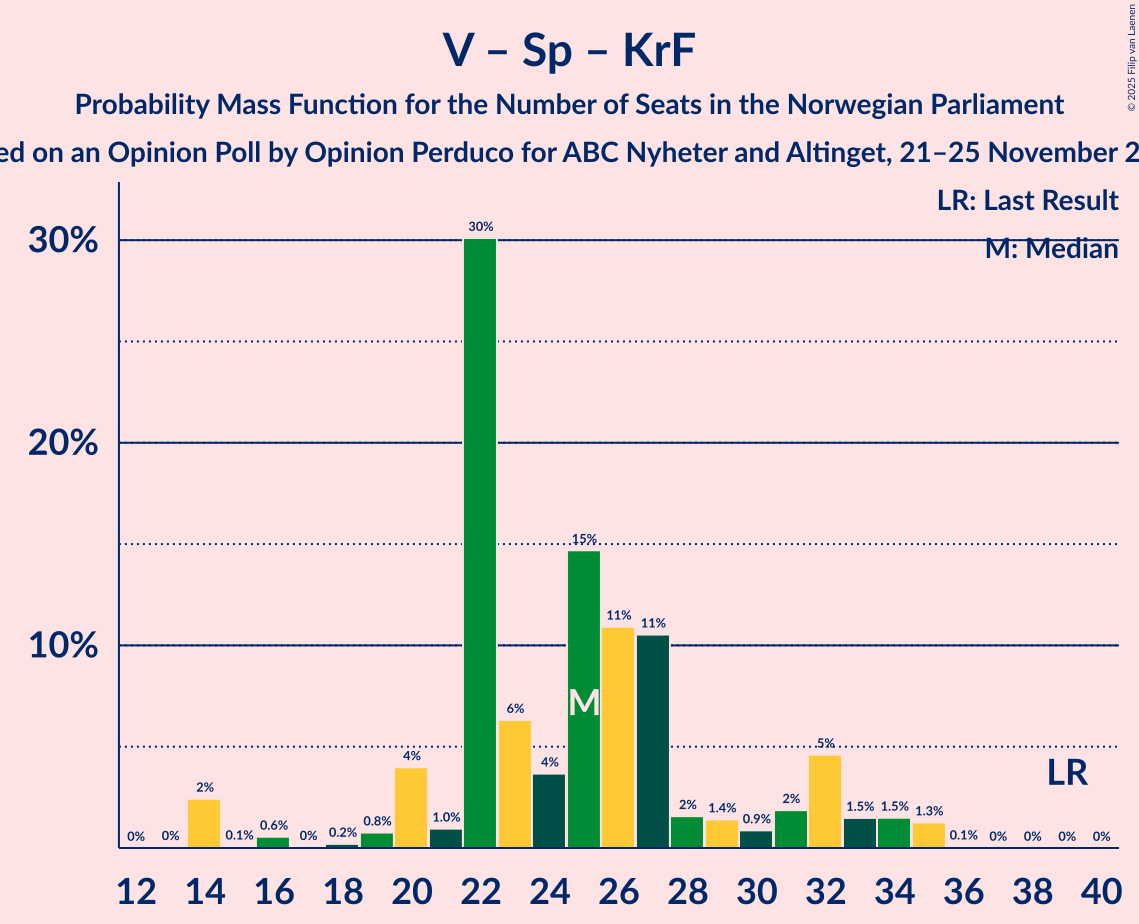 V – Sp – KrF
Probability Mass Function for the Number of Seats in the Norwegian Parliament
on an Opinion Poll by Opinion Perduco for ABC Nyheter and Altinget, 21–25 November
© 2025 Filip van Laenen
LR: Last Result
M: Median
30%
20%
10%
0% 0% 2% 0.1% 0.6% 0% 0.2% 0.8% 4% 1.0% 30% 6% 4% 15% 11% 11% 2% 1.4% 0.9% 2% 5% 1.5% 1.5% 1.3% 0.1% 0% 0% 0% 0%
M
LR
12 14 16 18 20 22 24 26 28 30 32 34 36 38 40